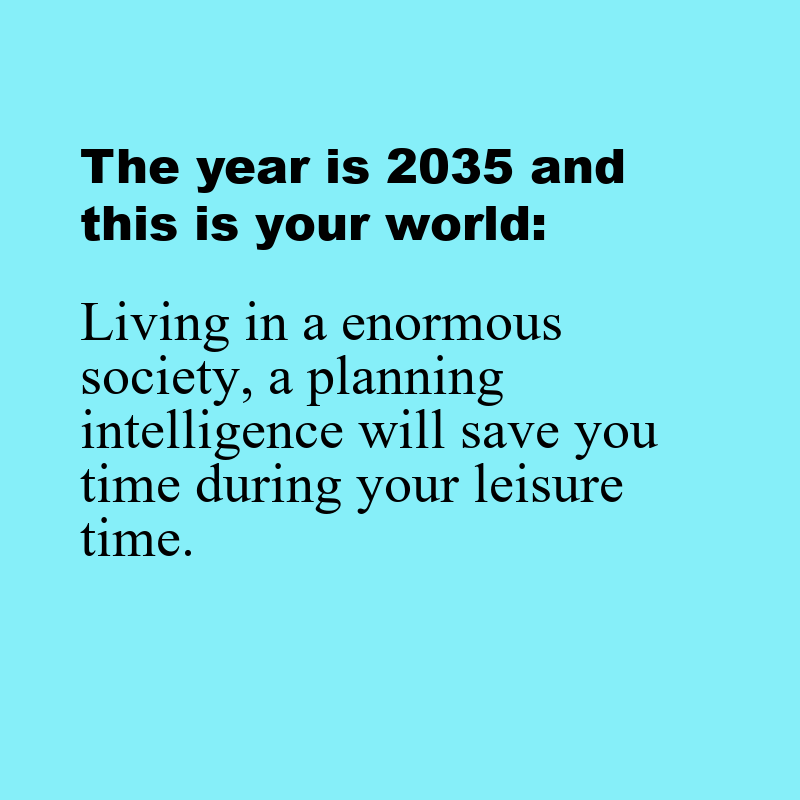 The year is 2035 and
this is your world:
Living in a enormous
society, a planning
intelligence will save you
time during your leisure
time.